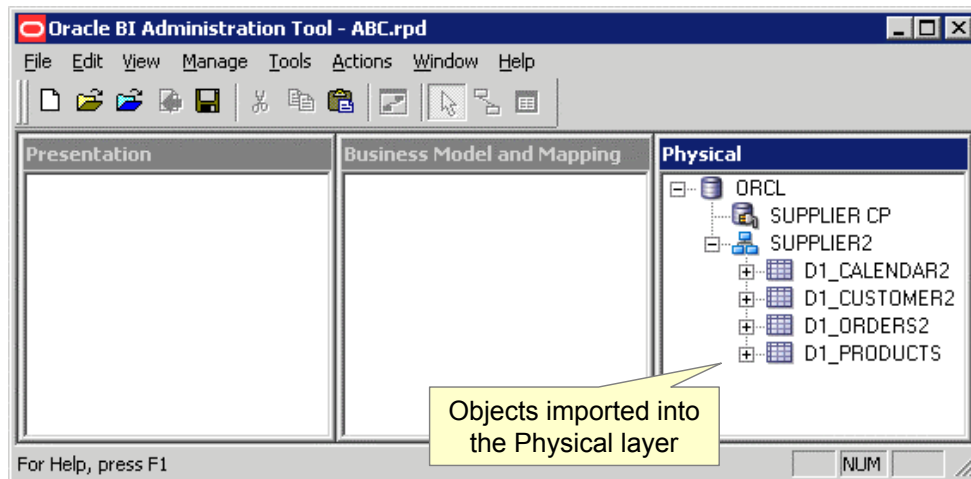 Oracle BI Administration Tool - ABC.rpd
File Edit View Manage Tools Actions Window Help
Presentation
Business Model and Mapping
Physical
ORCL
SUPPLIER CP
SUPPLIER2
D1_CALENDAR2
D1_CUSTOMER2
D1_ORDERS2
D1_PRODUCTS
Objects imported into
the Physical layer
For Help, press F1
NUM